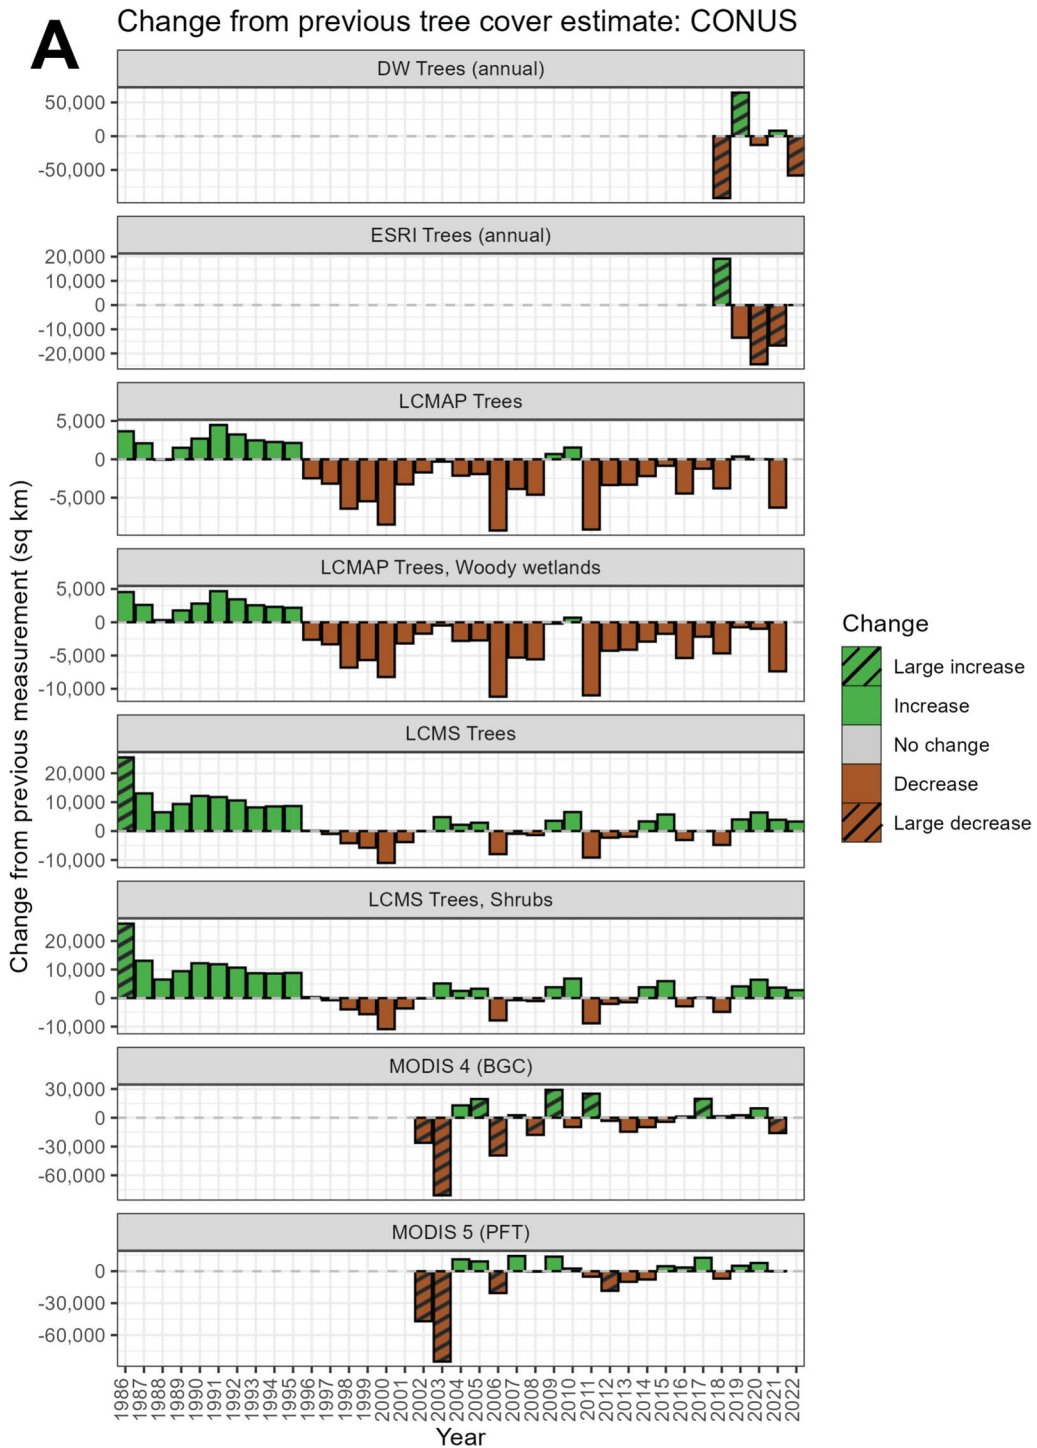 A
Change from previous tree cover estimate: CONUS
DW Trees (annual)
50,000
0
-50,000
ESRI Trees (annual)
20,000
10,000
0
-10,000
-20,000
LCMAP Trees
5,000
0
-5,000
LCMAP Trees, Woody wetlands
5,000
0
-5,000
-10,000
LCMS Trees
20,000
10,000
0
-10,000
LCMS Trees, Shrubs
20,000
10,000
0
-10,000
MODIS 4 (BGC)
30,000
0
-30,000
-60,000
MODIS 5 (PFT)
0
-30,000
-60,000
Change from previous measurement (sq km)
1986 1987 1988 1989 1990 1991 1992 1993 1994 1995 1996 1997 1998 1999 2000 2001 2002 2003 2004 2005 2006 2007 2008 2009 2010 2011 2012 2013 2014 2015 2016 2017 2018 2019 2020 2021 2022
Year
Change
Large increase
Increase
No change
Decrease
Large decrease